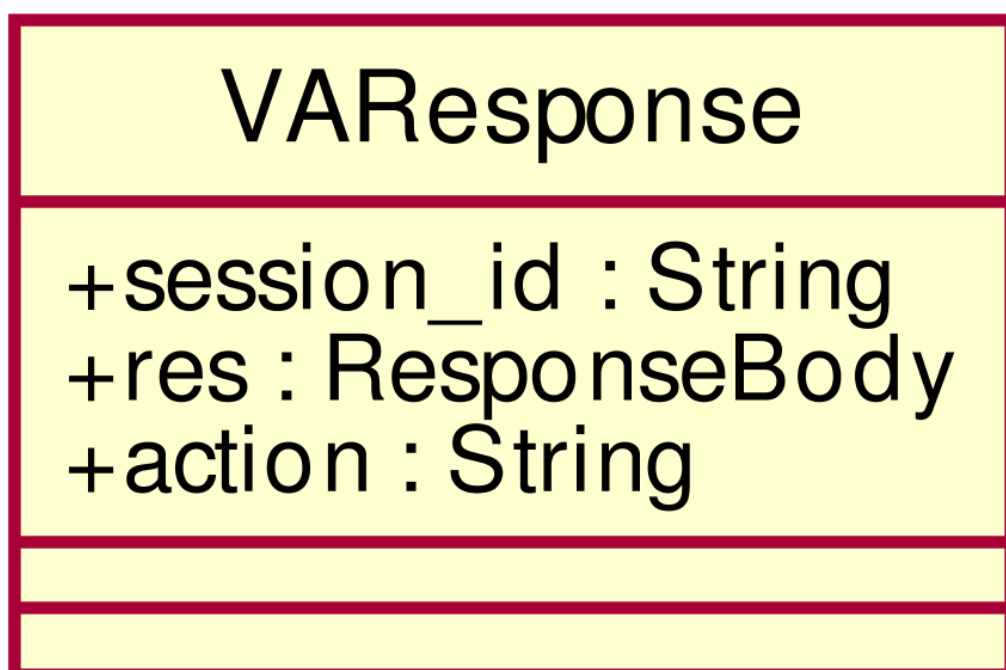 VAResponse
+session_id : String
+res : ResponseBody
+action : String